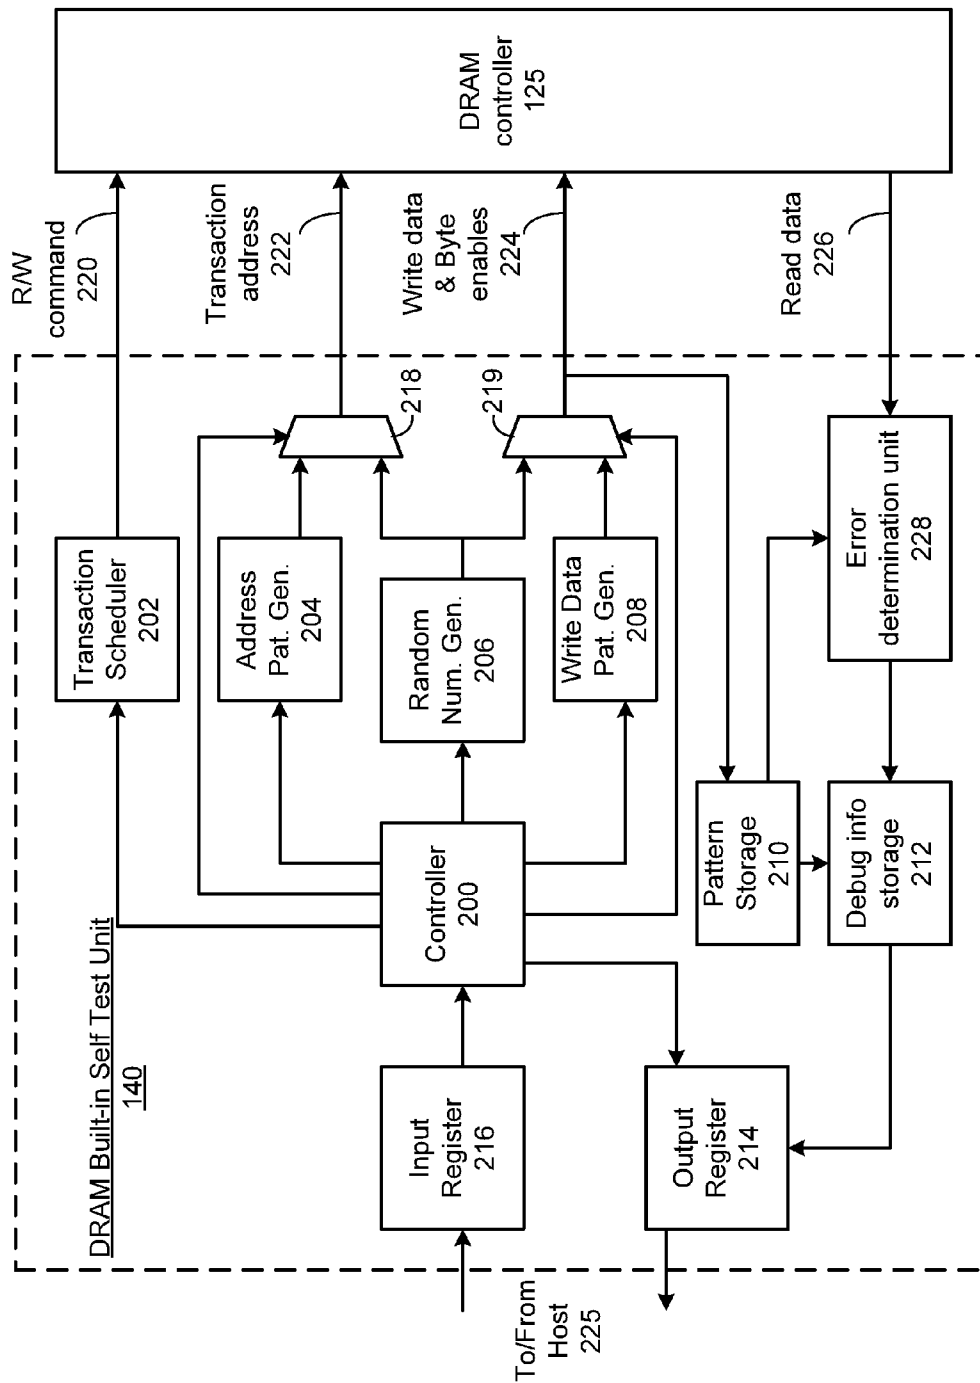 DRAM Built-in Self Test Unit
140
To/From
Host
225
Input
Register
216
Output
Register
214
Controller
200
Transaction
Scheduler
202
Address
Pat. Gen.
204
Random
Num. Gen.
206
Write Data
Pat. Gen.
208
Pattern
Storage
210
Debug info
storage
212
Error
determination unit
228
218
219
R/W
command
220
Transaction
address
222
Write data
& Byte
enables
224
Read data
226
DRAM
controller
125